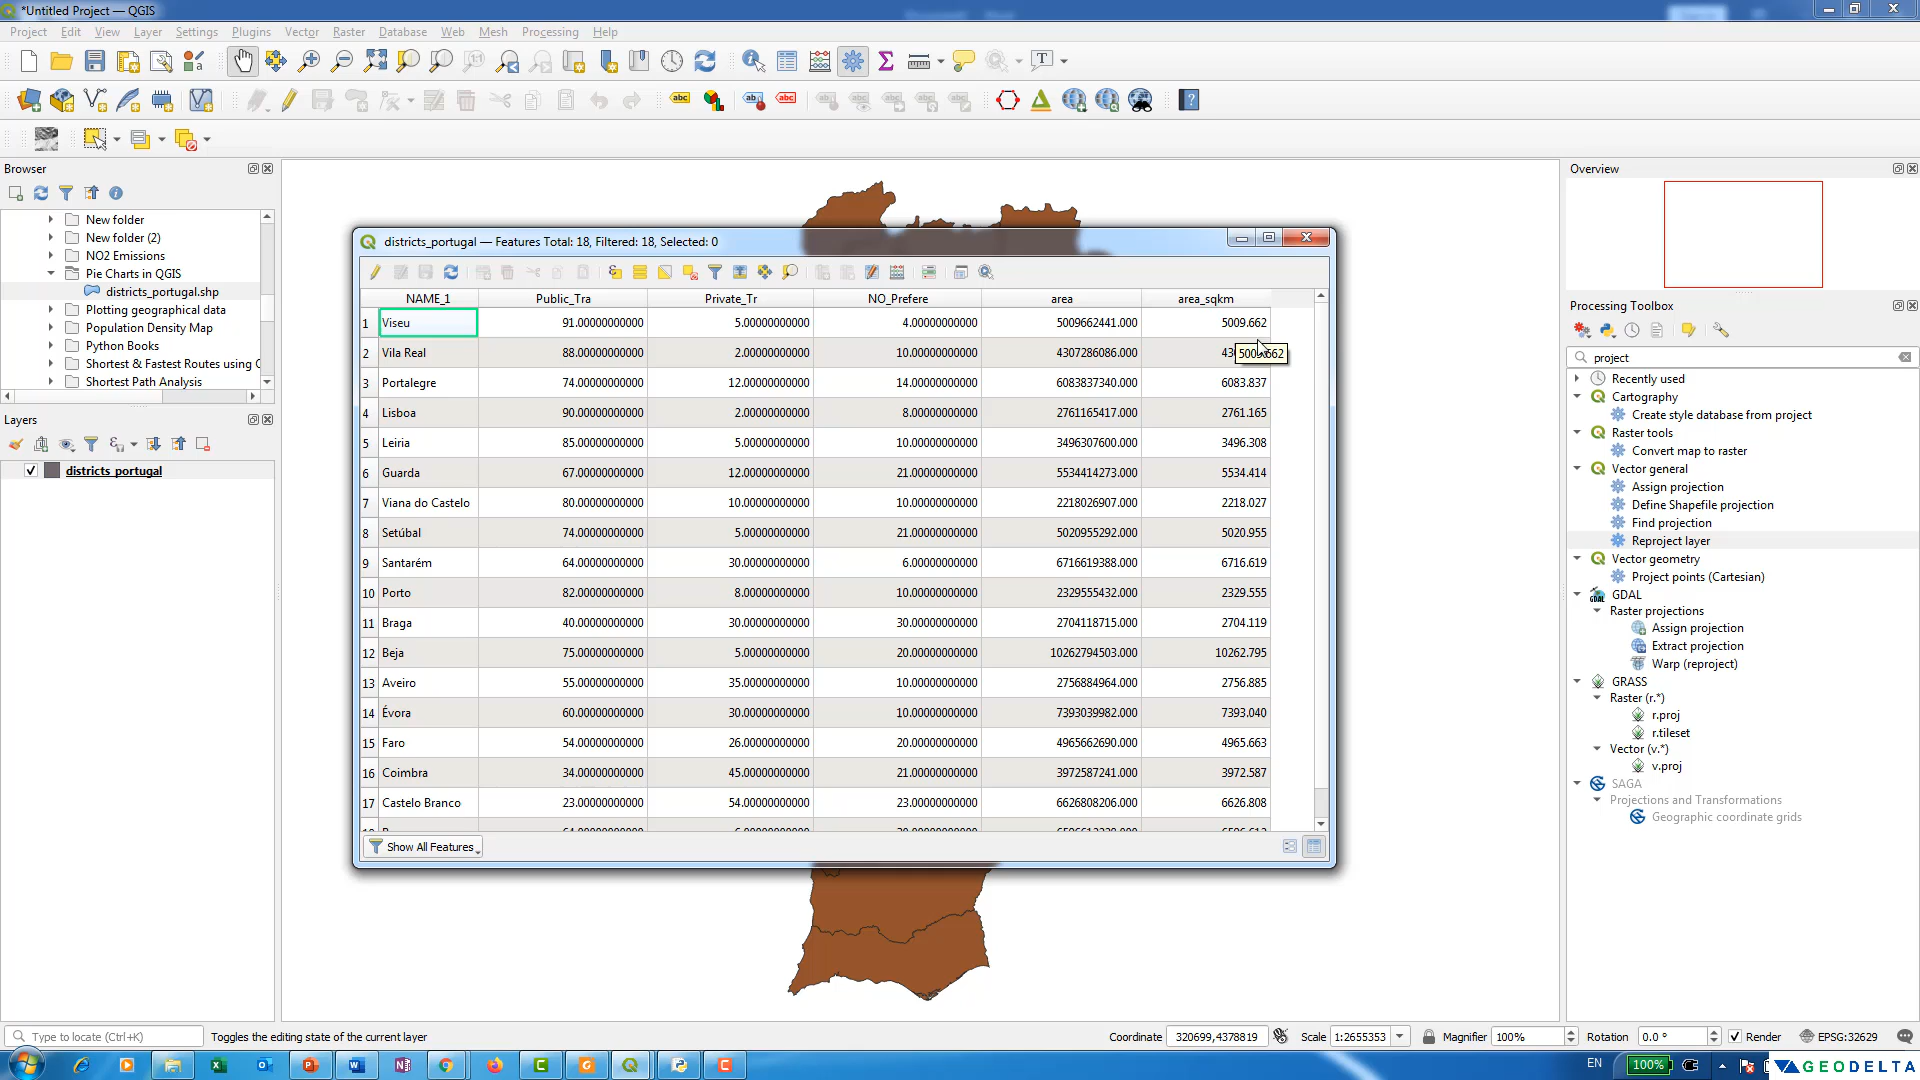 *Untitled Project — QGIS
Project Edit View Layer Settings Plugins Vector Raster Database Web Mesh Processing Help
Browser
New folder
New folder (2)
NO2 Emissions
Pie Charts in QGIS
districts_portugal.shp
Plotting geographical data
Population Density Map
Python Books
Shortest & Fastest Routes using
Shortest Path Analysis
Layers
districts_portugal
districts_portugal — Features Total: 18, Filtered: 18, Selected: 0
NAME_1 Public_Tra Private_Tr NO_Prefere area area_sqkm
1 Viseu 91.00000000000 5.00000000000 4.00000000000 5009662441.000 5009.662
2 Vila Real 88.00000000000 2.00000000000 10.00000000000 4307286086.000
5009.662
3 Portalegre 74.00000000000 12.00000000000 14.00000000000 6083837340.000 6083.837
4 Lisboa 90.00000000000 2.00000000000 8.00000000000 2761165417.000 2761.165
5 Leiria 85.00000000000 5.00000000000 10.00000000000 3496307600.000 3496.308
6 Guarda 67.00000000000 12.00000000000 21.00000000000 5534414273.000 5534.414
7 Viana do Castelo 80.00000000000 10.00000000000 10.00000000000 2218026907.000 2218.027
8 Setúbal 74.00000000000 5.00000000000 21.00000000000 5020955292.000 5020.955
9 Santarém 64.00000000000 30.00000000000 6.00000000000 6716619388.000 6716.619
10 Porto 82.00000000000 8.00000000000 10.00000000000 2329555432.000 2329.555
11 Braga 40.00000000000 30.00000000000 30.00000000000 2704118715.000 2704.119
12 Beja 75.00000000000 5.00000000000 20.00000000000 10262794503.000 10262.795
13 Aveiro 55.00000000000 35.00000000000 10.00000000000 2756884964.000 2756.885
14 Évora 60.00000000000 30.00000000000 10.00000000000 7393039982.000 7393.040
15 Faro 54.00000000000 26.00000000000 20.00000000000 4965662690.000 4965.663
16 Coimbra 34.00000000000 45.00000000000 21.00000000000 3972587241.000 3972.587
17 Castelo Branco 23.00000000000 54.00000000000 23.00000000000 6626808206.000 6626.808
Show All Features
Overview
Processing Toolbox
project
Recently used
Cartography
Create style database from project
Raster tools
Convert map to raster
Vector general
Assign projection
Define Shapefile projection
Find projection
Reproject layer
Vector geometry
Project points (Cartesian)
GDAL
Raster projections
Assign projection
Extract projection
Warp (reproject)
GRASS
Raster (r.*)
r.proj
r.tileset
Vector (v.*)
v.proj
SAGA
Projections and Transformations
Geographic coordinate grids
Type to locate (Ctrl+K) Toggles the editing state of the current layer Coordinate 320699,4378819 Scale 1:2655353 Magnifier 100% Rotation 0.0 ° Render EPSG:32629
EN 100% GEODELTA